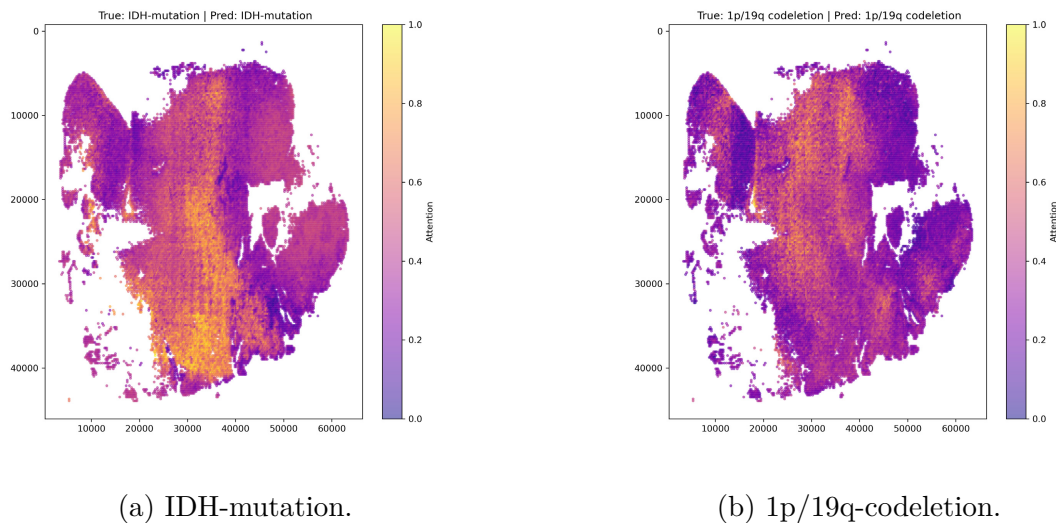 True: IDH-mutation | Pred: IDH-mutation
0
10000
20000
30000
40000
10000 20000 30000 40000 50000 60000
1.0
0.8
0.6
0.4
0.2
0.0
Attention
(a) IDH-mutation.
True: 1p/19q codeletion | Pred: 1p/19q codeletion
0
10000
20000
30000
40000
10000 20000 30000 40000 50000 60000
1.0
0.8
0.6
0.4
0.2
0.0
Attention
(b) 1p/19q-codeletion.